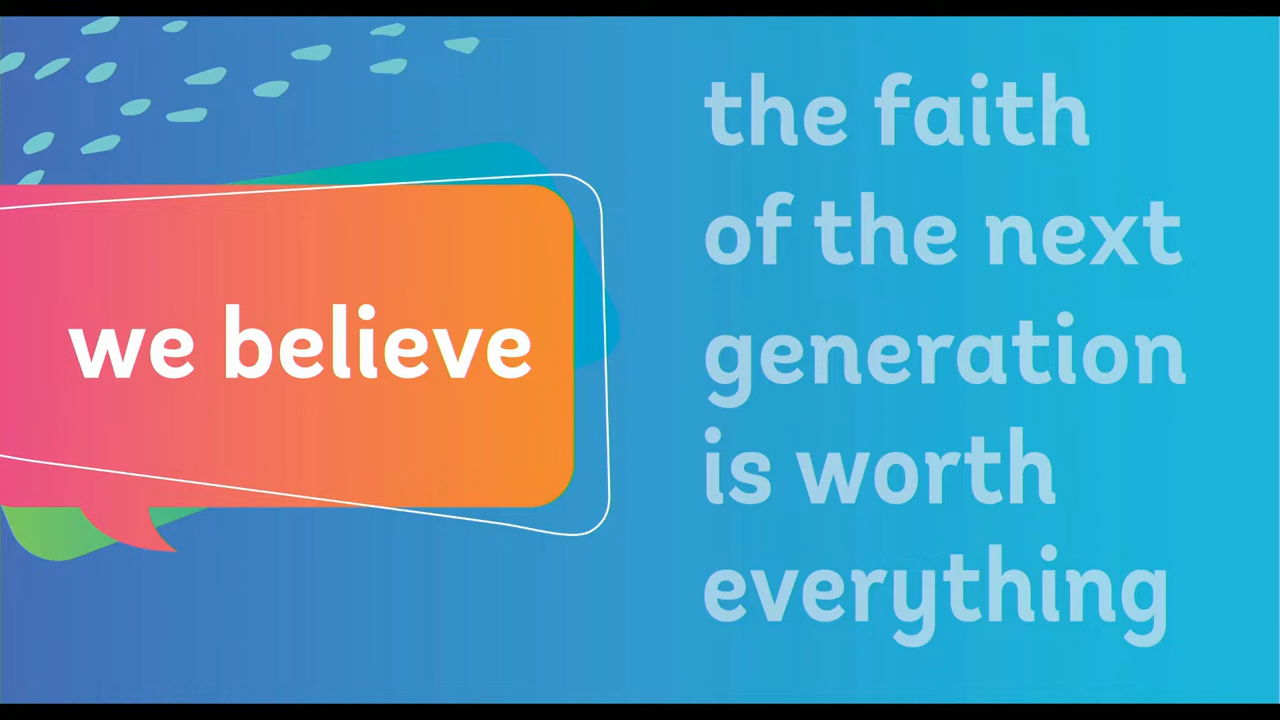 we believe
the faith
of the next
generation
is worth
everything